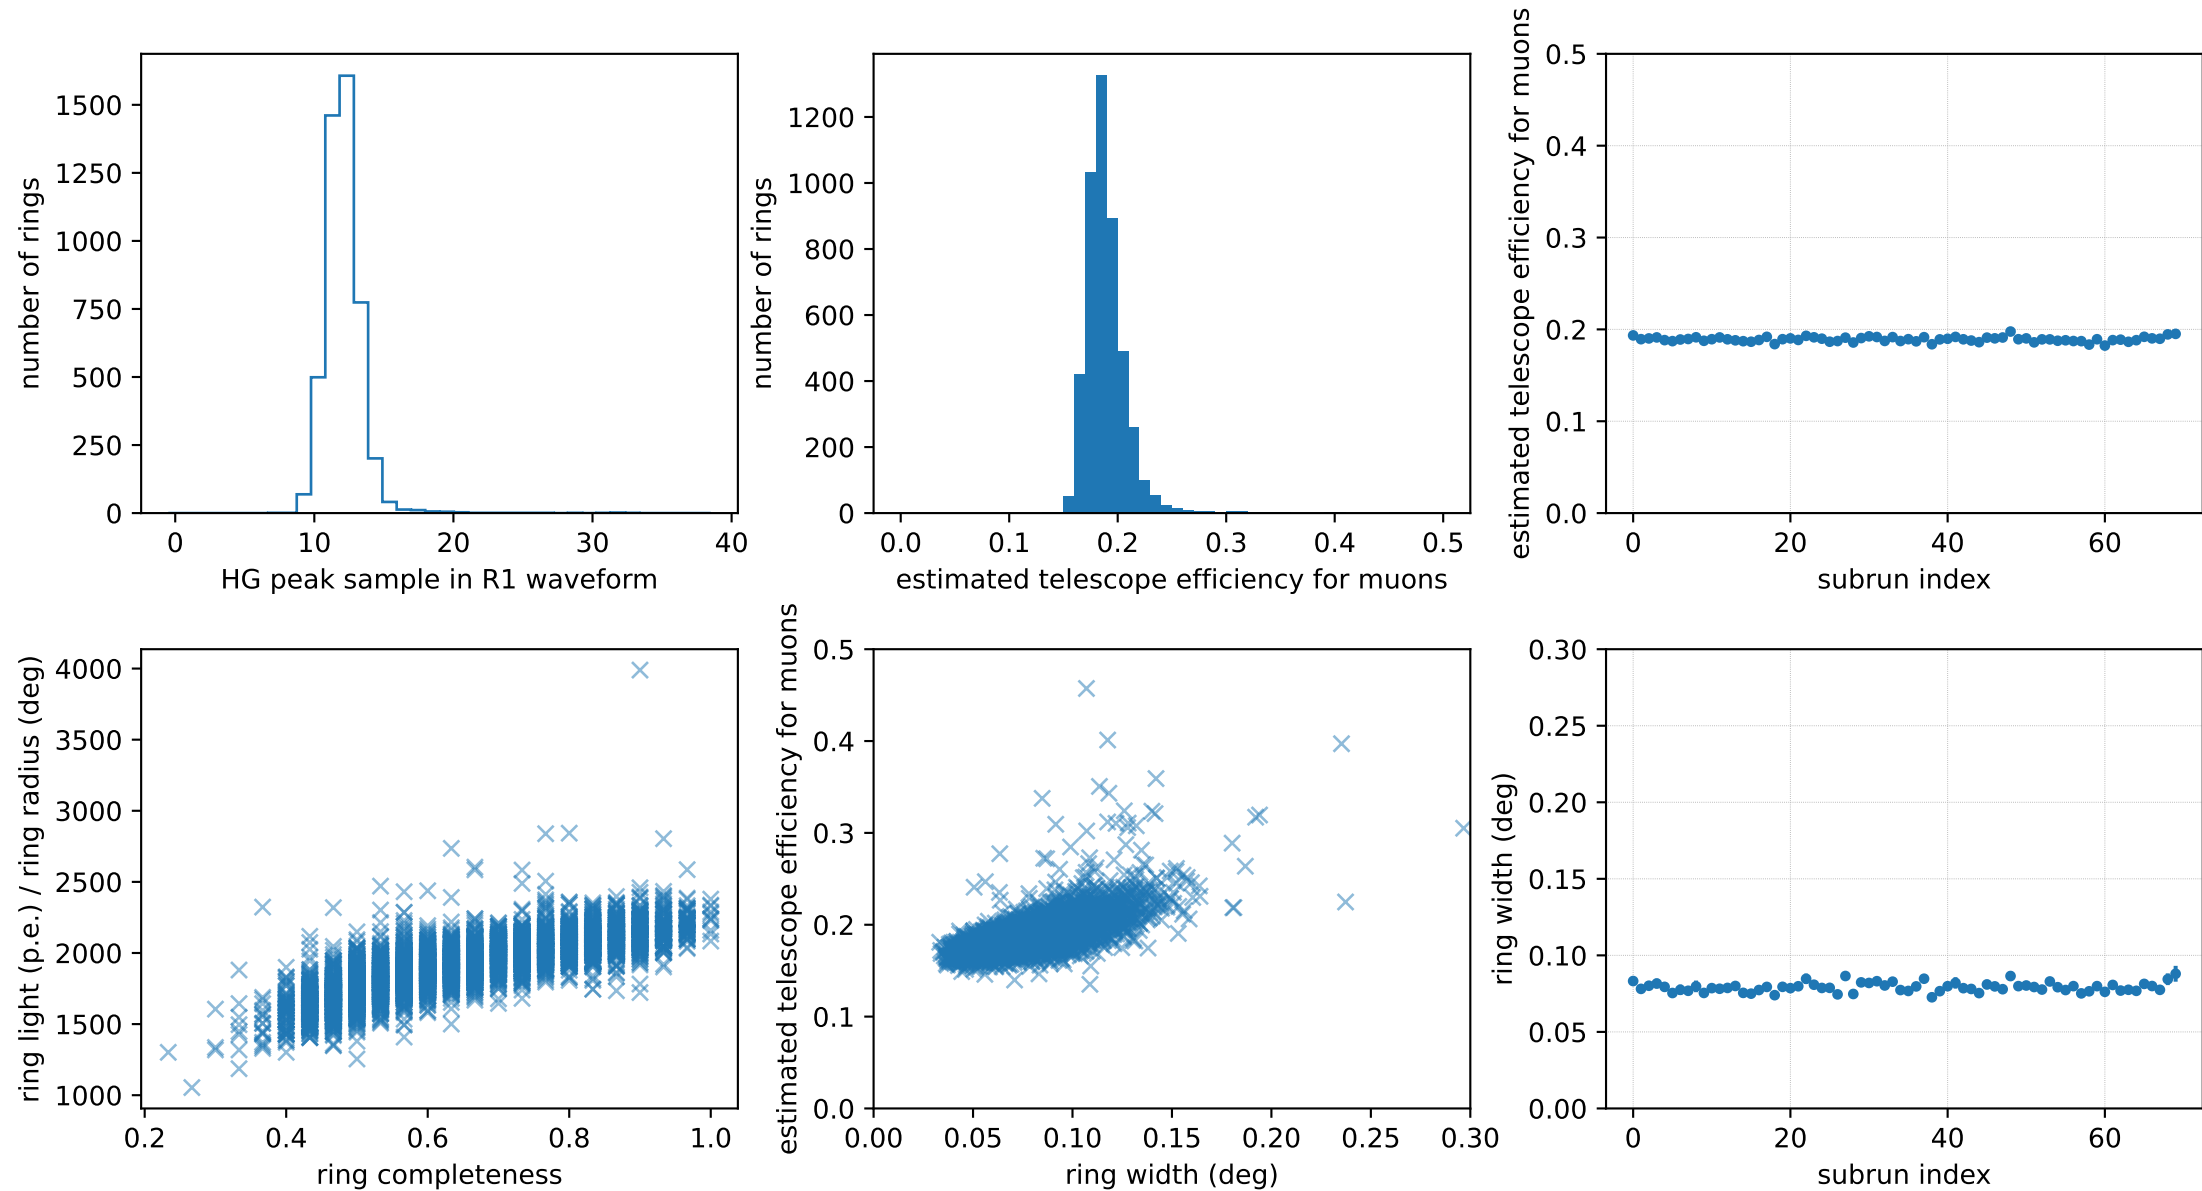 number of rings
1500
1250
1000
750
500
250
0
0 10 20 30 40
HG peak sample in R1 waveform
number of rings
1200
1000
800
600
400
200
0
0.0 0.1 0.2 0.3 0.4 0.5
estimated telescope efficiency for muons
estimated telescope efficiency for muons
0.5
0.4
0.3
0.2
0.1
0.0
0 20 40 60
subrun index
ring light (p.e.) / ring radius (deg)
4000
3500
3000
2500
2000
1500
1000
0.2 0.4 0.6 0.8 1.0
ring completeness
estimated telescope efficiency for muons
0.5
0.4
0.3
0.2
0.1
0.0
0.00 0.05 0.10 0.15 0.20 0.25 0.30
ring width (deg)
ring width (deg)
0.30
0.25
0.20
0.15
0.10
0.05
0.00
0 20 40 60
subrun index